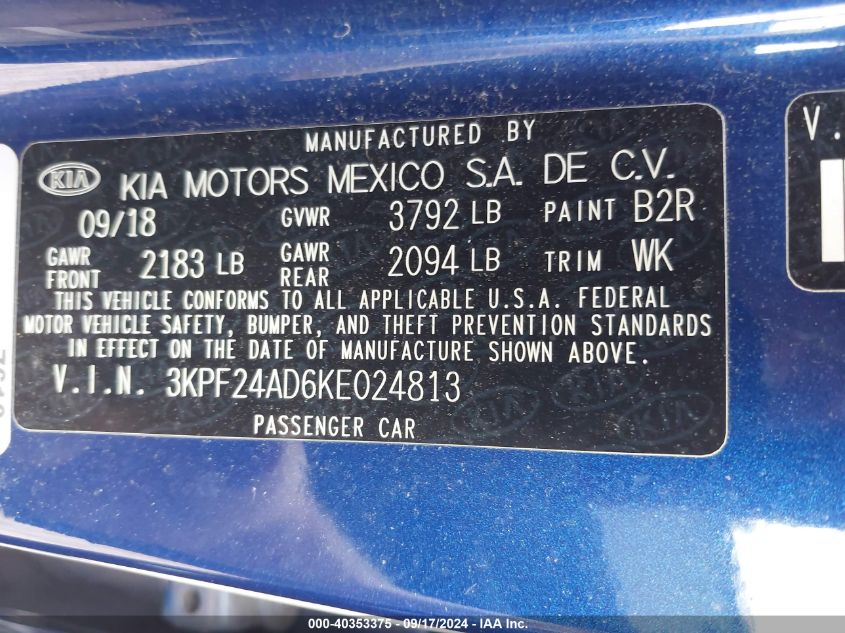 MANUFACTURED BY
KIA KIA MOTORS MEXICO S.A. DE C.V.
09/18 GVWR 3792 LB PAINT B2R
GAWR FRONT 2183 LB GAWR REAR 2094 LB TRIM WK
THIS VEHICLE CONFORMS TO ALL APPLICABLE U.S.A. FEDERAL
MOTOR VEHICLE SAFETY, BUMPER, AND THEFT PREVENTION STANDARDS
IN EFFECT ON THE DATE OF MANUFACTURE SHOWN ABOVE.
V.I.N. 3KPF24AD6KE024813
PASSENGER CAR
V.
000-40353375 - 09/17/2024 - IAA, Inc.